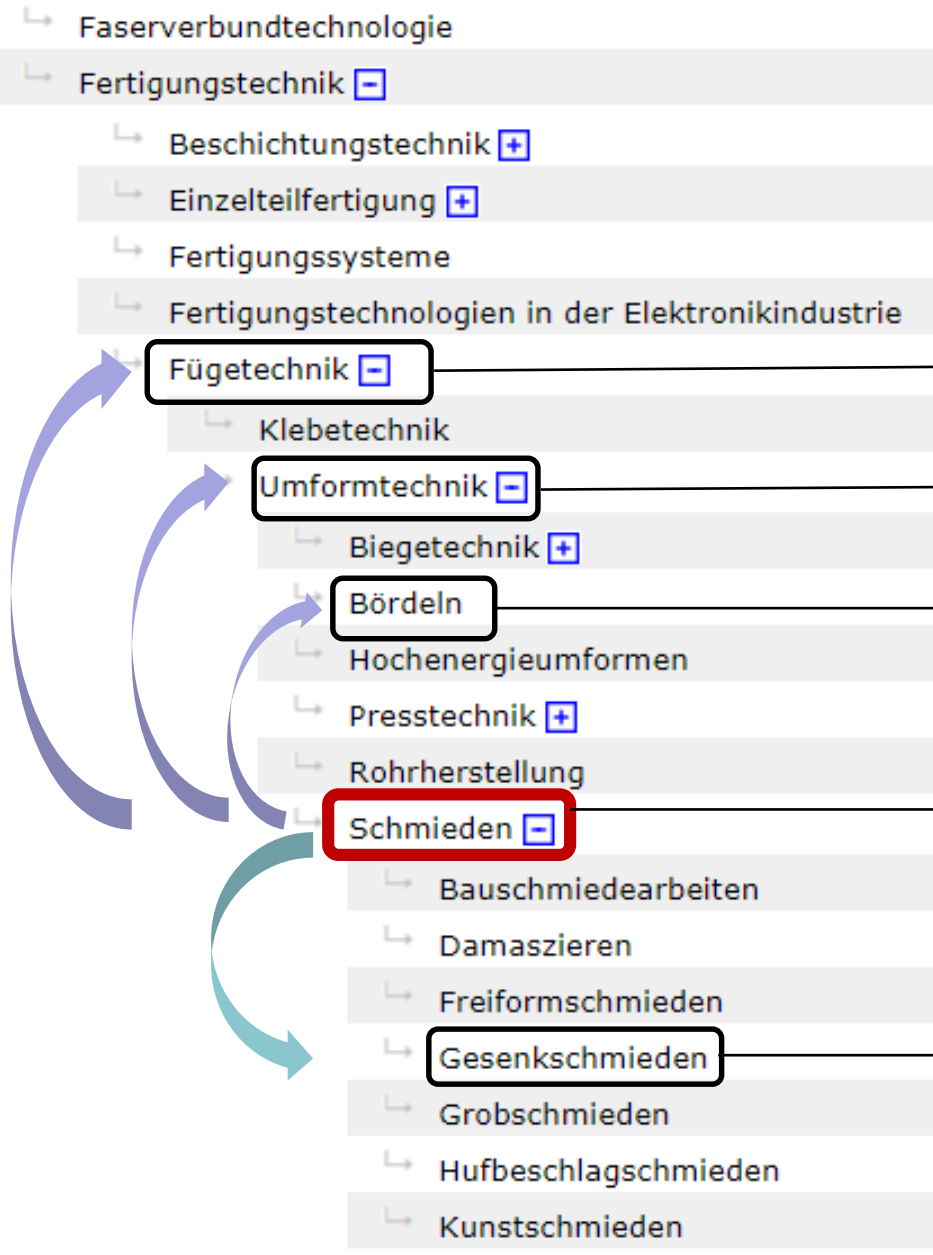 Faserverbundtechnologie
Fertigungstechnik
Beschichtungstechnik
Einzelteilfertigung
Fertigungssysteme
Fertigungstechnologien in der Elektronikindustrie
Fügetechnik
Klebetechnik
Umformtechnik
Biegetechnik
Bördeln
Hochenergieumformen
Presstechnik
Rohrherstellung
Schmieden
Bauschmiedearbeiten
Damaszieren
Freiformschmieden
Gesenkschmieden
Grobschmieden
Hufbeschlagschmieden
Kunstschmieden